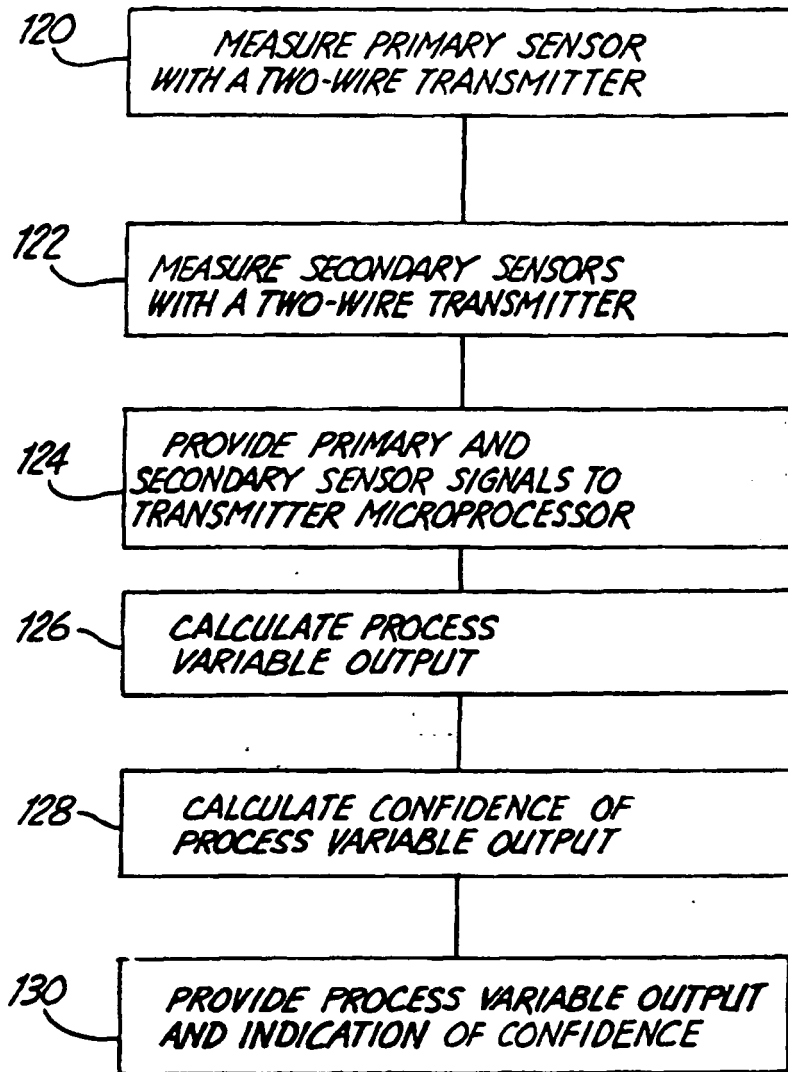 120
MEASURE PRIMARY SENSOR
WITH A TWO-WIRE TRANSMITTER
122
MEASURE SECONDARY SENSORS
WITH A TWO-WIRE TRANSMITTER
124
PROVIDE PRIMARY AND
SECONDARY SENSOR SIGNALS TO
TRANSMITTER MICROPROCESSOR
126
CALCULATE PROCESS
VARIABLE OUTPUT
128
CALCULATE CONFIDENCE OF
PROCESS VARIABLE OUTPUT
130
PROVIDE PROCESS VARIABLE OUTPUT
AND INDICATION OF CONFIDENCE